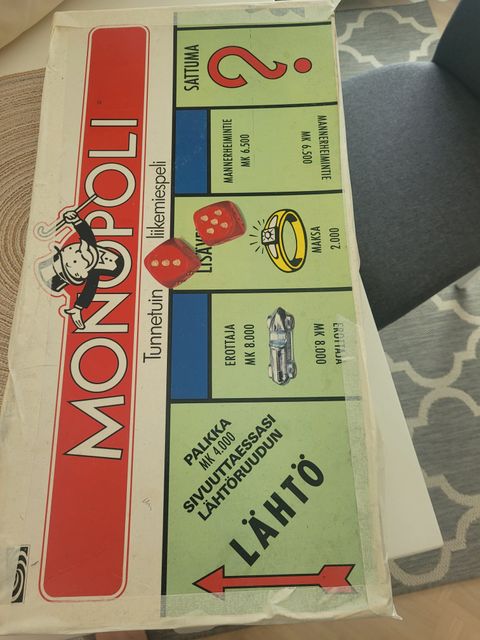 MONOPOLI
Tunnetuin liikemiespeli
SATTUMA
MANNERHEIMINTIE
MK 6.500
MANNERHEIMINTIE
MK 6.500
MAKSA
2.000
EROTTAJA
MK 8.000
EROTTAJA
MK 8.000
PALKKA
MK 4.000
SIVUUTTAESSASI
LÄHTÖRUUDUN
LÄHTÖ